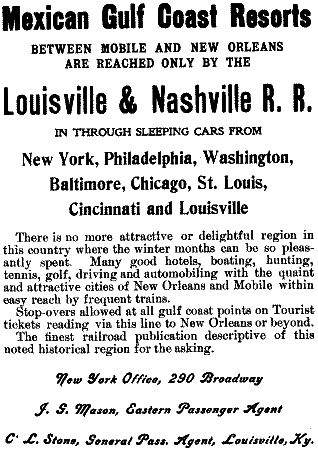 Mexican Gulf Coast Resorts
BETWEEN MOBILE AND NEW ORLEANS
ARE REACHED ONLY BY THE
Louisville & Nashville R. R.
IN THROUGH SLEEPING CARS FROM
New York, Philadelphia, Washington,
Baltimore, Chicago, St. Louis,
Cincinnati and Louisville
There is no more attractive or delightful region in
this country where the winter months can be so pleas-
antly spent. Many good hotels, boating, hunting,
tennis, golf, driving and automobiling with the quaint
and attractive cities of New Orleans and Mobile within
easy reach by frequent trains.
Stop-overs allowed at all gulf coast points on Tourist
tickets reading via this line to New Orleans or beyond.
The finest railroad publication descriptive of this
noted historical region for the asking.
New York Office, 290 Broadway
J. G. Mason, Eastern Passenger Agent
C. L. Stone, General Pass. Agent, Louisville, Ky.